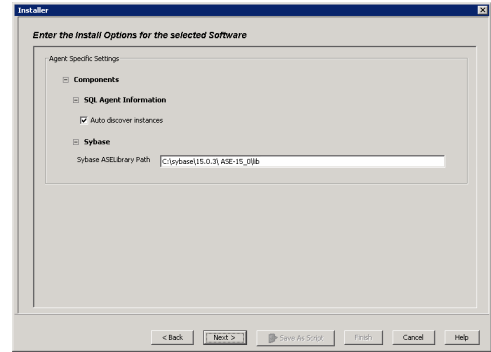 Installer
Enter the Install Options for the selected Software
Agent Specific Settings
Components
SQL Agent Information
Auto discover instances
Sybase
Sybase ASELibrary Path
C:\sybase\15.0.3\ ASE-15_0\lib
< Back
Next >
Save As Script
Finish
Cancel
Help